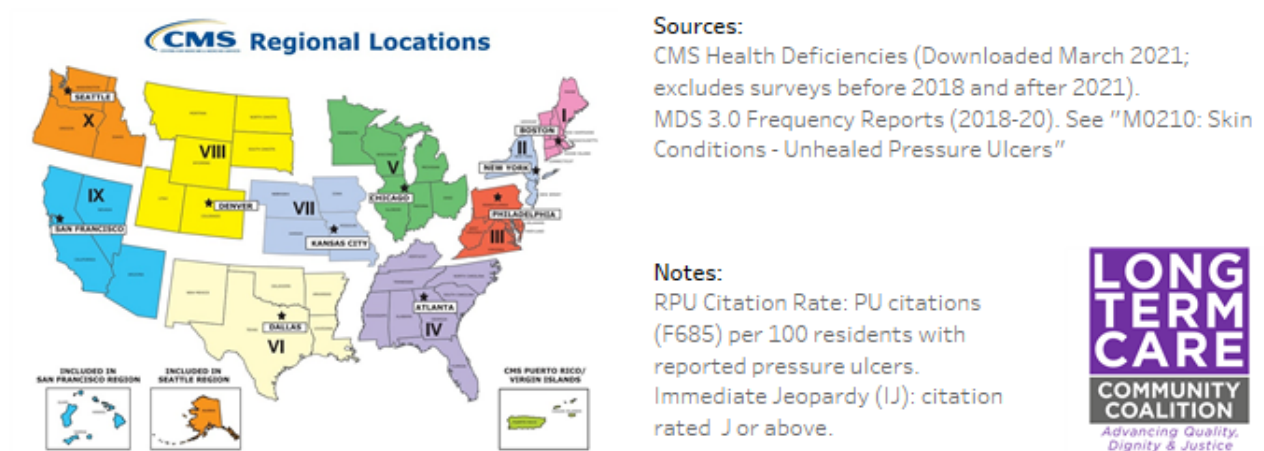 CMS Regional Locations
SEATTLE
X
VIII
IX
SAN FRANCISCO
DENVER
VII
KANSAS CITY
V
CHICAGO
I
BOSTON
II
NEW YORK
PHILADELPHIA
III
ATLANTA
IV
DALLAS
VI
INCLUDED IN
SAN FRANCISCO REGION
INCLUDED IN
SEATTLE REGION
CMS PUERTO RICO/
VIRGIN ISLANDS
Sources:
CMS Health Deficiencies (Downloaded March 2021;
excludes surveys before 2018 and after 2021).
MDS 3.0 Frequency Reports (2018-20). See "M0210: Skin
Conditions - Unhealed Pressure Ulcers"
Notes:
RPU Citation Rate: PU citations
(F685) per 100 residents with
reported pressure ulcers.
Immediate Jeopardy (IJ): citation
rated J or above.
LONG
TERM
CARE
COMMUNITY
COALITION
Advancing Quality,
Dignity & Justice